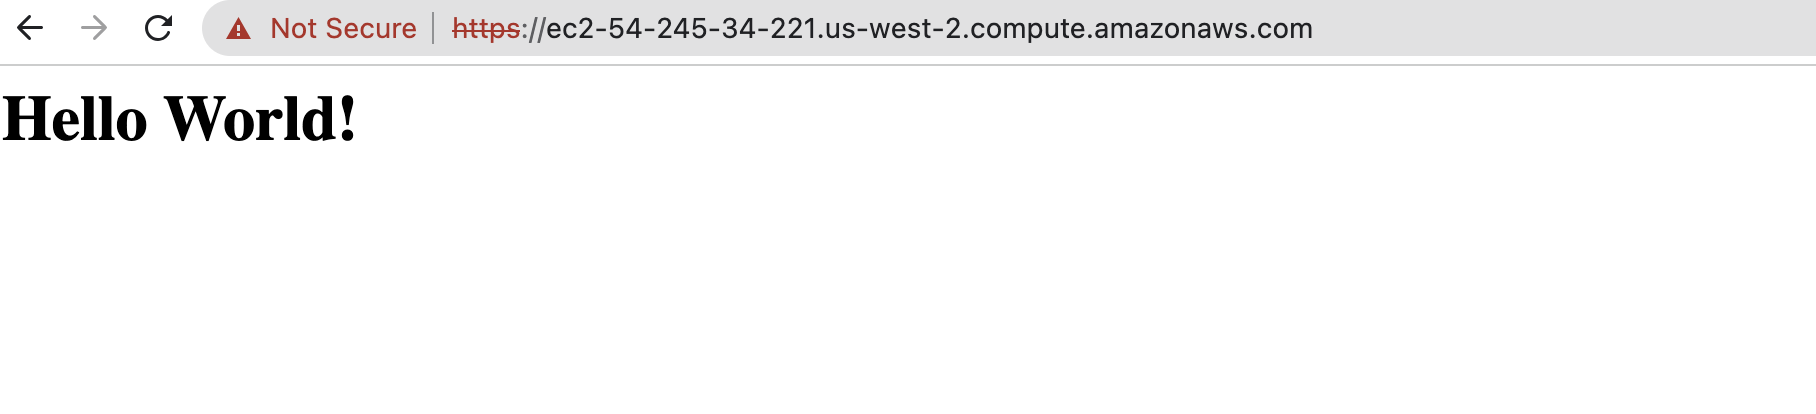 Not Secure https://ec2-54-245-34-221.us-west-2.compute.amazonaws.com
Hello World!